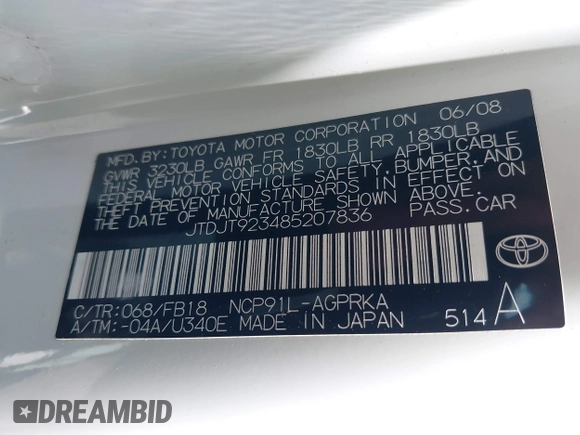 MFD. BY: TOYOTA MOTOR CORPORATION 06/08
GVWR 3230LB GAWR FR 1830LB RR 1830LB
THIS VEHICLE CONFORMS TO ALL APPLICABLE
FEDERAL MOTOR VEHICLE SAFETY, BUMPER, AND
THEFT PREVENTION STANDARDS IN EFFECT ON
THE DATE OF MANUFACTURE SHOWN ABOVE.
JTDJT923485207836 PASS. CAR
C/TR: 068/FB18 NCP91L-AGPRKA
A/TM: -04A/U340E MADE IN JAPAN 514 A
TOYOTA
DREAMBID